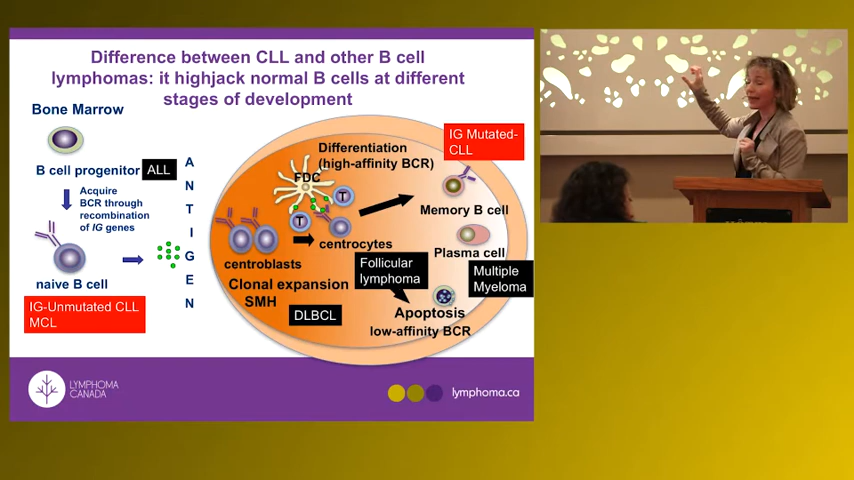 Difference between CLL and other B cell
lymphomas: it highjack normal B cells at different
stages of development
Bone Marrow
B cell progenitor
ALL
Acquire
BCR through
recombination
of IG genes
naive B cell
IG-Unmutated CLL
MCL
A
N
T
I
G
E
N
Differentiation
(high-affinity BCR)
FDC
T
T
centrocytes
centroblasts
Clonal expansion
SMH
DLBCL
Follicular
lymphoma
IG Mutated-
CLL
Memory B cell
Plasma cell
Multiple
Myeloma
Apoptosis
low-affinity BCR
LYMPHOMA
CANADA
lymphoma.ca